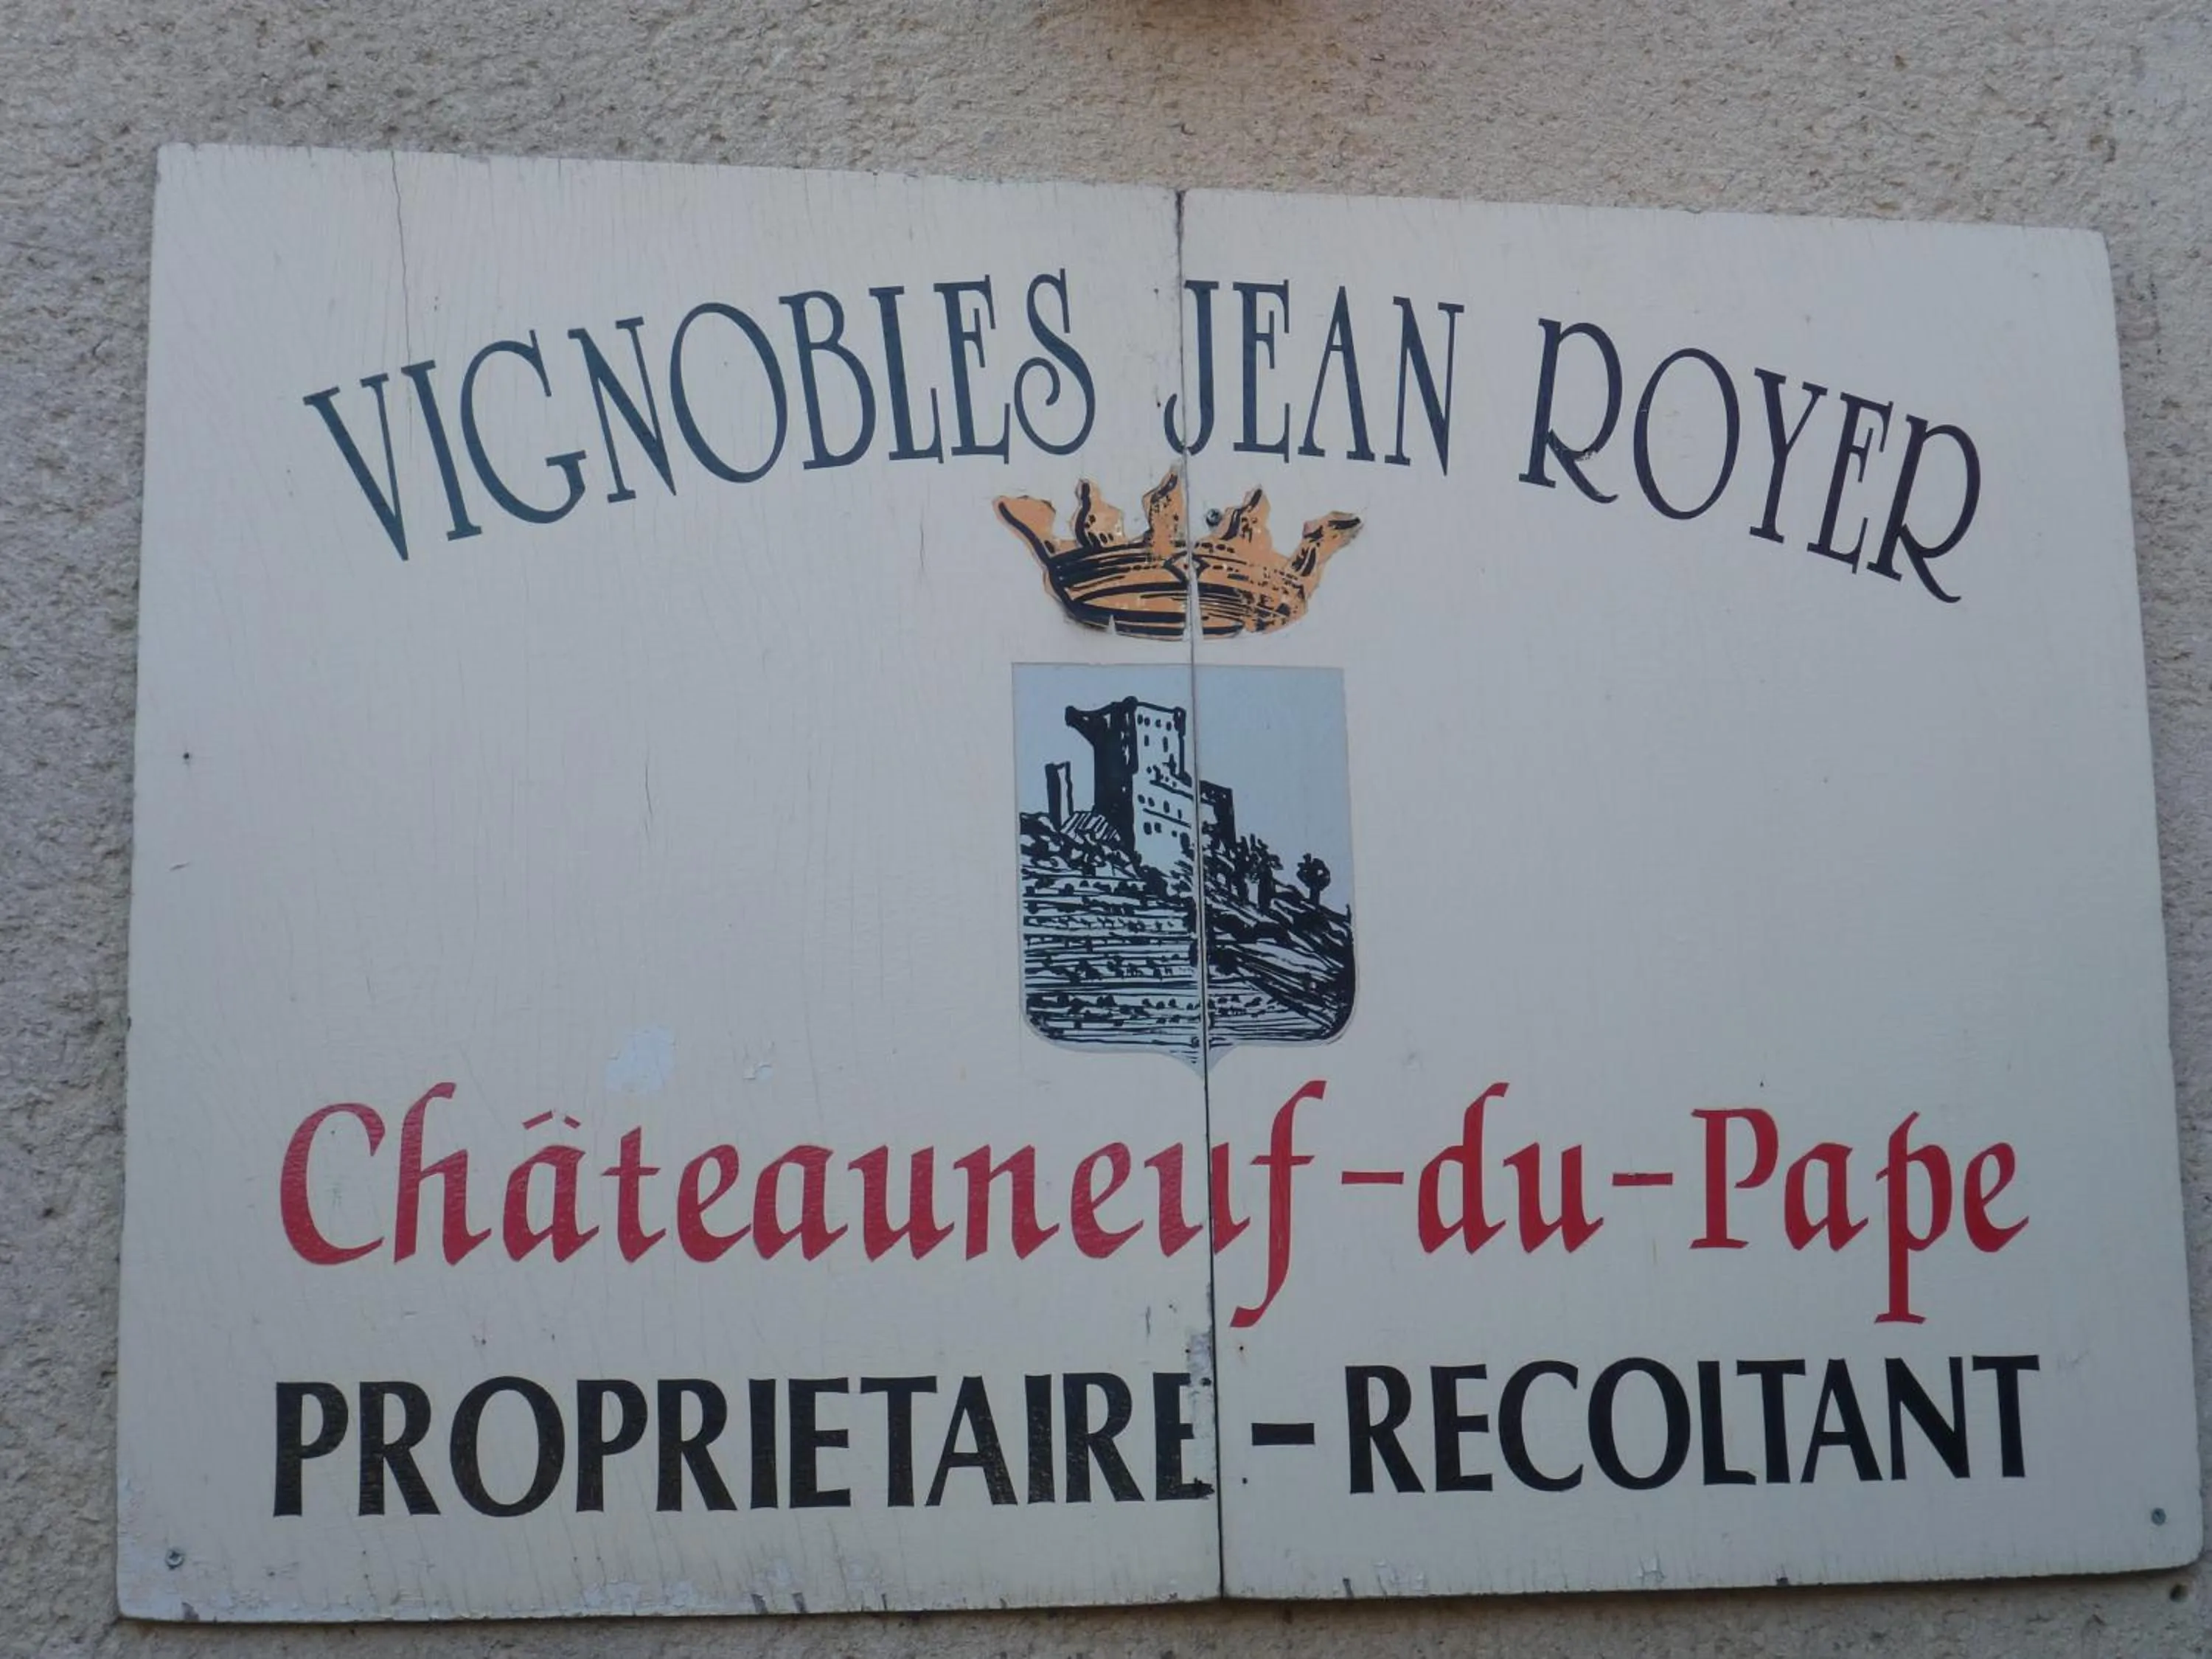 VIGNOBLES JEAN ROYER
Châteauneuf-du-Pape
PROPRIETAIRE-RECOLTANT